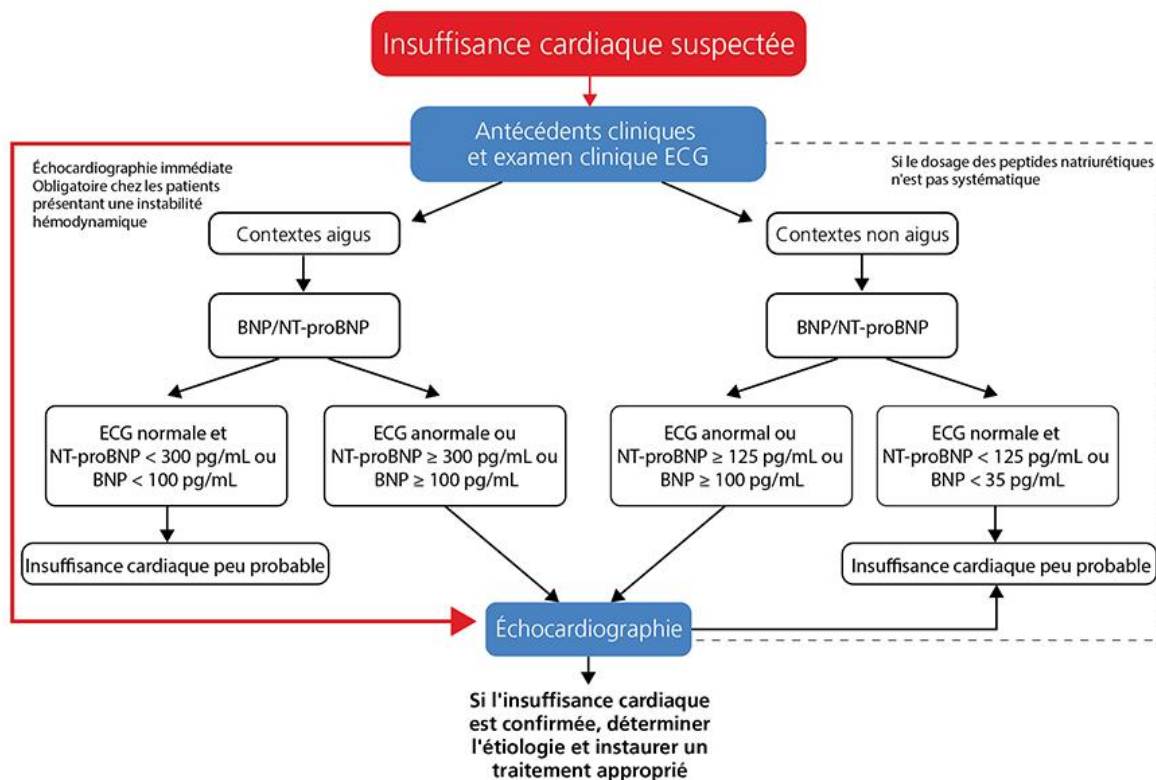 Insuffisance cardiaque suspectée
Antécédents cliniques
et examen clinique ECG
Échocardiographie immédiate
Obligatoire chez les patients
présentant une instabilité
hémodynamique
Si le dosage des peptides natriurétiques
n'est pas systématique
Contextes aigus
Contextes non aigus
BNP/NT-proBNP
BNP/NT-proBNP
ECG normale et
NT-proBNP < 300 pg/mL ou
BNP < 100 pg/mL
ECG anormale ou
NT-proBNP ≥ 300 pg/mL ou
BNP ≥ 100 pg/mL
ECG anormal ou
NT-proBNP ≥ 125 pg/mL ou
BNP ≥ 100 pg/mL
ECG normale et
NT-proBNP < 125 pg/mL ou
BNP < 35 pg/mL
Insuffisance cardiaque peu probable
Insuffisance cardiaque peu probable
Échocardiographie
Si l'insuffisance cardiaque
est confirmée, déterminer
l'étiologie et instaurer un
traitement approprié